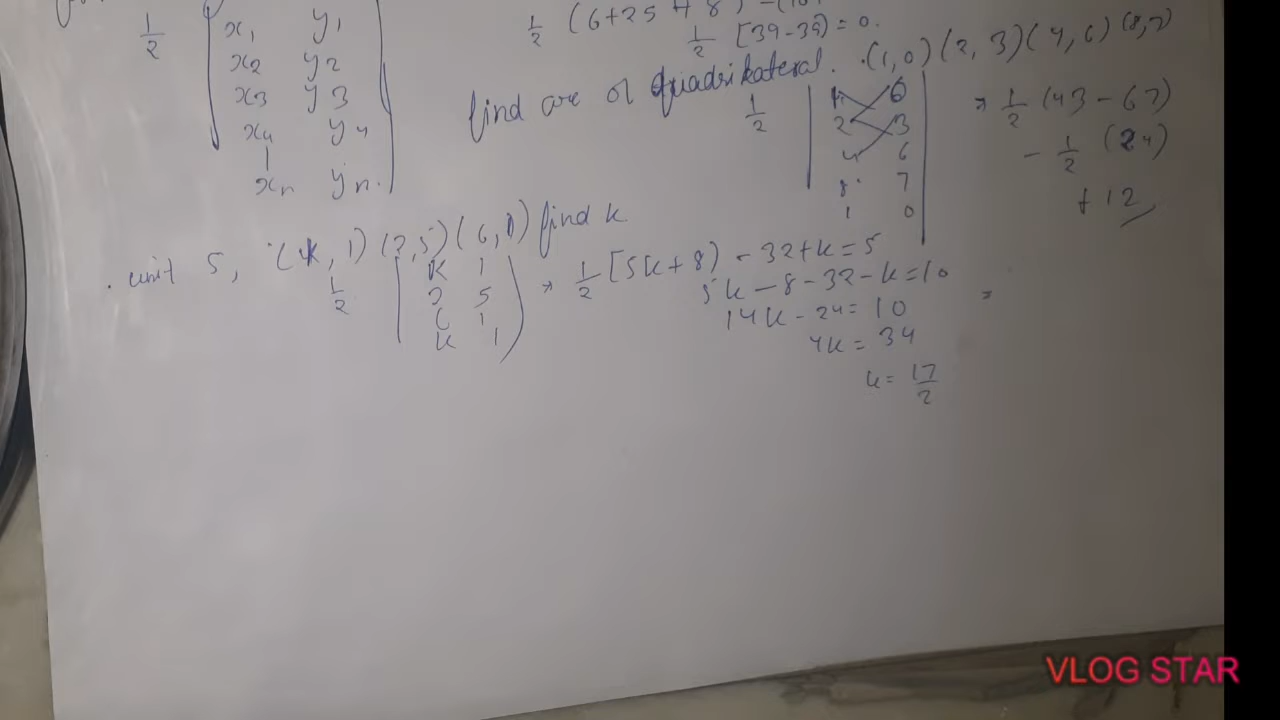 1/2 | x1 y1
x2 y2
x3 y3
x4 y4
xn yn. |
1/2 (6+25+8)
1/2 [39-39) = 0.
find are of quadrilateral. (1,0) (2,3) (4,6) (8,7)
1/2 | 1 0
2 3
4 6
8 7
1 0 |
→ 1/2 (43-67)
- 1/2 (24)
+12
. unit 5, (k,1) (2,5) (6,1) find k
1/2 | k 1
2 5
6 1
k 1 |
→ 1/2 [5k+8) - 32+k=5
5k-8-32-k=10
14k-24=10
=
4k=34
k=17/2
VLOG STAR